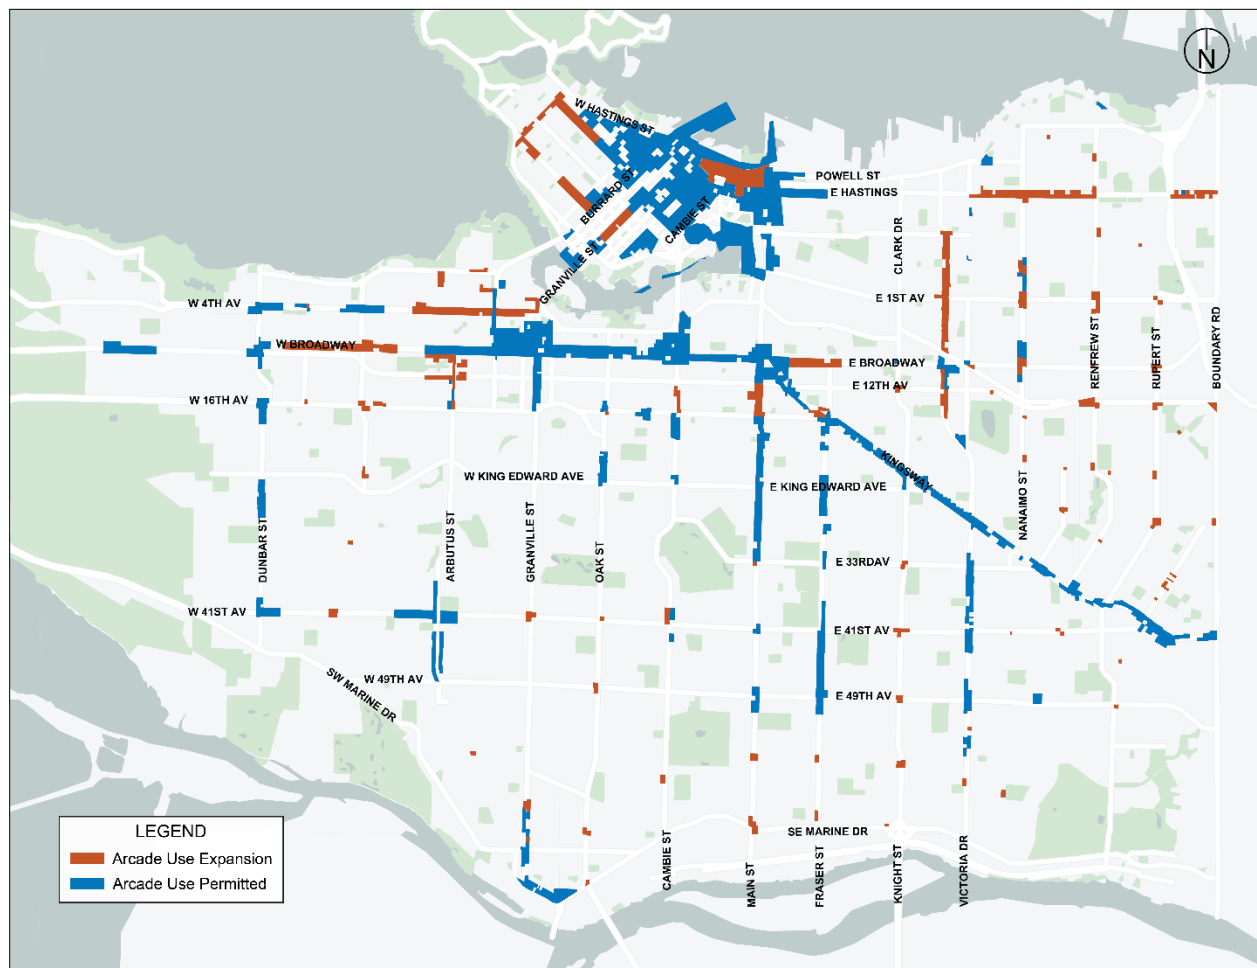 N
W HASTINGS ST
POWELL ST
E HASTINGS
BURRARD ST
CAMBIE ST
CLARK DR
GRANVILLE ST
E 1ST AV
W 4TH AV
W BROADWAY
E BROADWAY
RENFREW ST
RUPERT ST
BOUNDARY RD
E 12TH AV
W 16TH AV
KINGSWAY
W KING EDWARD AVE
E KING EDWARD AVE
NANAIMO ST
DUNBAR ST
ARBUTUS ST
GRANVILLE ST
OAK ST
E 33RDAV
W 41ST AV
E 41ST AV
W 49TH AV
E 49TH AV
SW MARINE DR
LEGEND
Arcade Use Expansion
Arcade Use Permitted
SE MARINE DR
CAMBIE ST
MAIN ST
FRASER ST
KNIGHT ST
VICTORIA DR